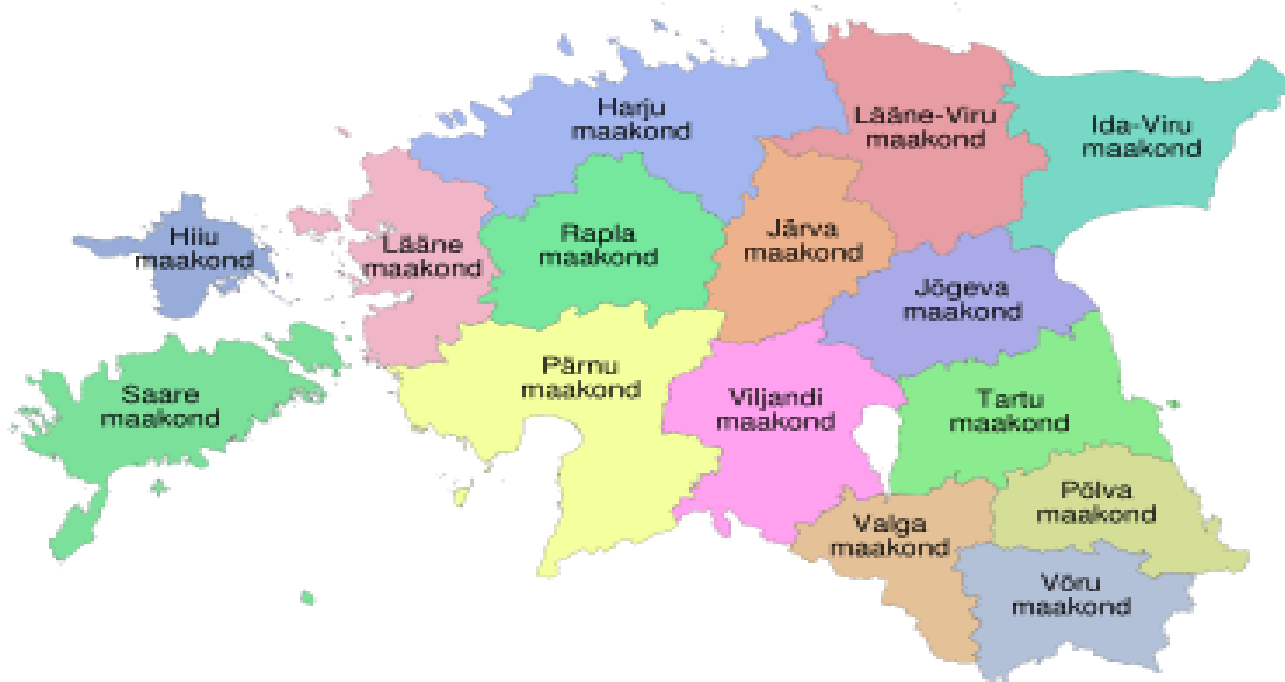 Harju
maakond
Lääne-Viru
maakond
Ida-Viru
maakond
Hiiu
maakond
Lääne
maakond
Rapla
maakond
Järva
maakond
Jõgeva
maakond
Saare
maakond
Pärnu
maakond
Viljandi
maakond
Tartu
maakond
Põlva
maakond
Valga
maakond
Võru
maakond